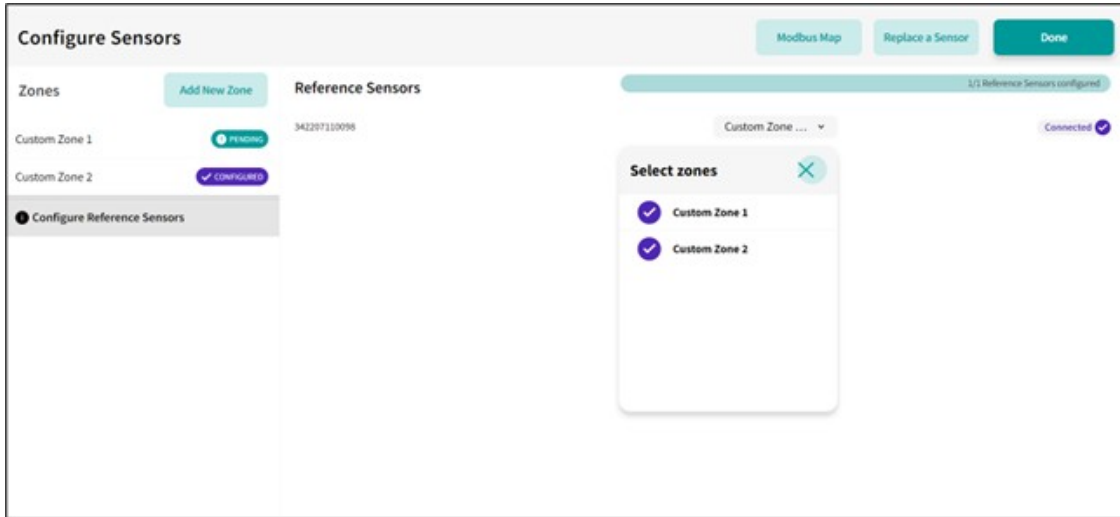 Configure Sensors
Modbus Map
Replace a Sensor
Done
Zones
Add New Zone
Reference Sensors
1/1 Reference Sensors configured
Custom Zone 1
PENDING
342207110098
Custom Zone ...
Connected
Custom Zone 2
CONFIGURED
Configure Reference Sensors
Select zones
Custom Zone 1
Custom Zone 2